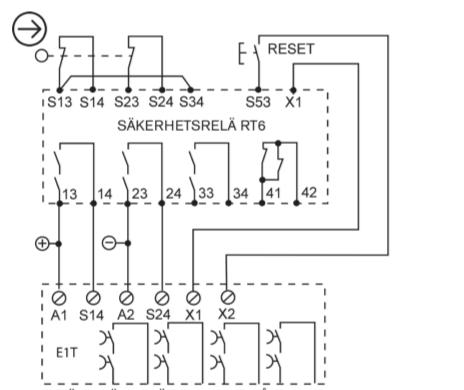 RESET
S13 S14 S23 S24 S34 S53 X1
SÄKERHETSRELÄ RT6
13 14 23 24 33 34 41 42
+
−
A1 S14 A2 S24 X1 X2
E1T